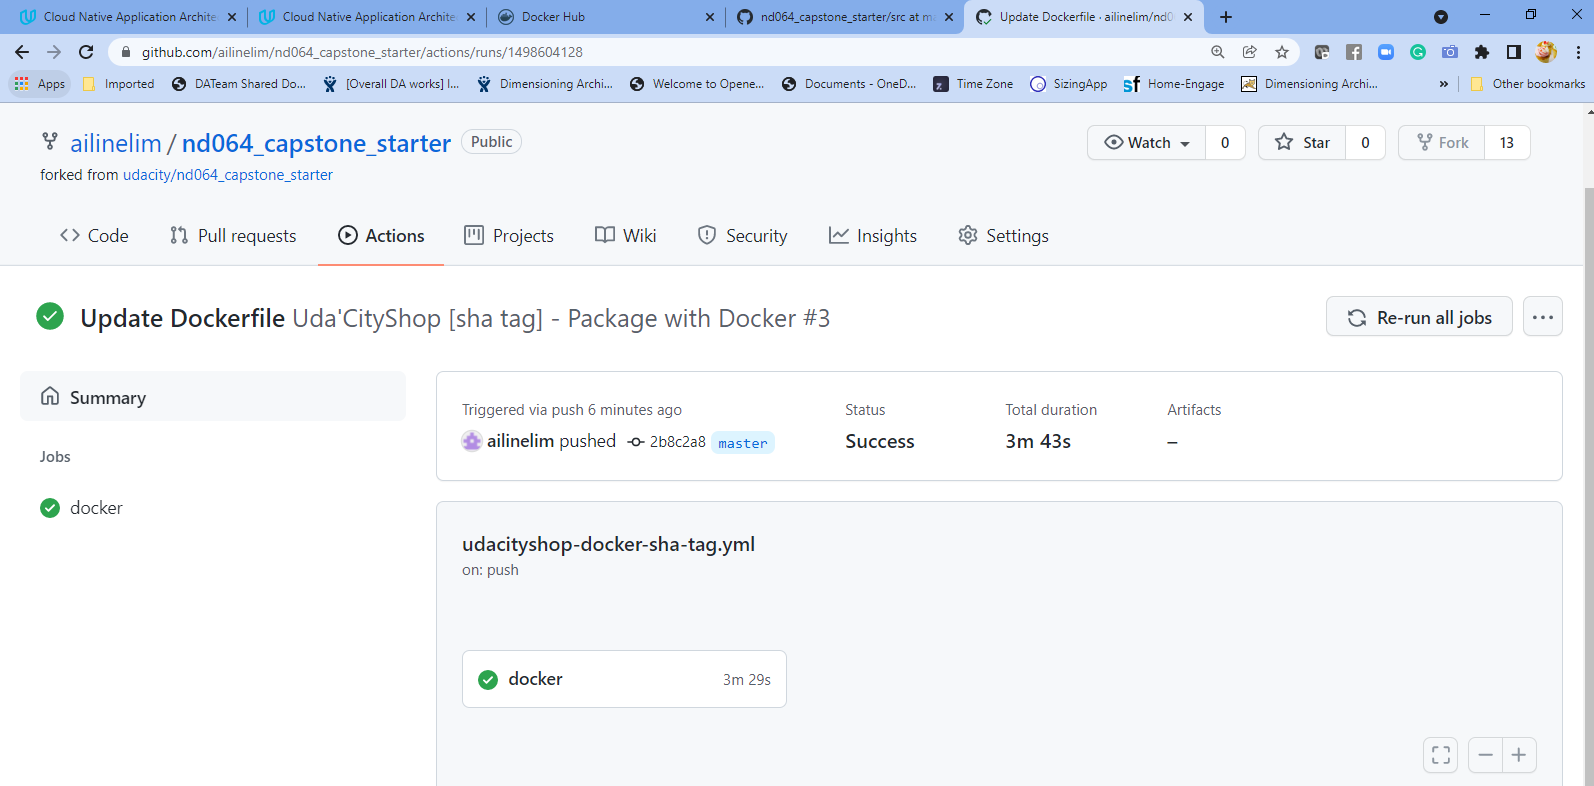 Cloud Native Application Archite
Cloud Native Application Archite
Docker Hub
nd064_capstone_starter/src at ma
Update Dockerfile · ailinelim/nd0
github.com/ailinelim/nd064_capstone_starter/actions/runs/1498604128
Apps
Imported
DATeam Shared Do...
[Overall DA works] I...
Dimensioning Archi...
Welcome to Opene...
Documents - OneD...
Time Zone
SizingApp
Home-Engage
Dimensioning Archi...
»
Other bookmarks
ailinelim / nd064_capstone_starter Public
Watch 0
Star 0
Fork 13
forked from udacity/nd064_capstone_starter
Code
Pull requests
Actions
Projects
Wiki
Security
Insights
Settings
Update Dockerfile Uda'CityShop [sha tag] - Package with Docker #3
Re-run all jobs
Summary
Jobs
docker
Triggered via push 6 minutes ago
ailinelim pushed 2b8c2a8 master
Status
Success
Total duration
3m 43s
Artifacts
–
udacityshop-docker-sha-tag.yml
on: push
docker 3m 29s